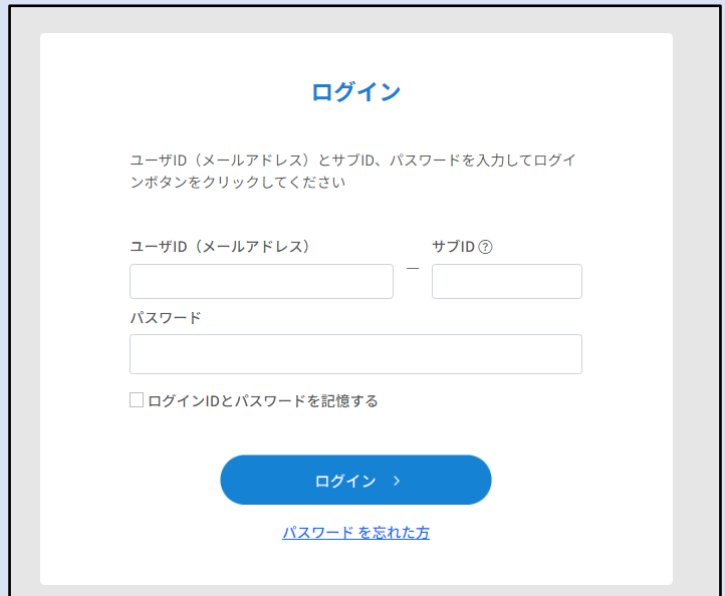 ログイン
ユーザID（メールアドレス）とサブID、パスワードを入力してログイ
ンボタンをクリックしてください
ユーザID（メールアドレス）
サブID ?
—
パスワード
ログインIDとパスワードを記憶する
ログイン >
パスワード を忘れた方